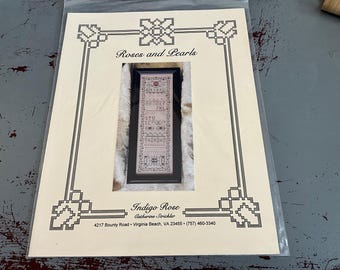 Roses and Pearls
Indigo Rose
Catherine Strickler
4217 Bounty Road • Virginia Beach, VA 23455 • (757) 460-3340